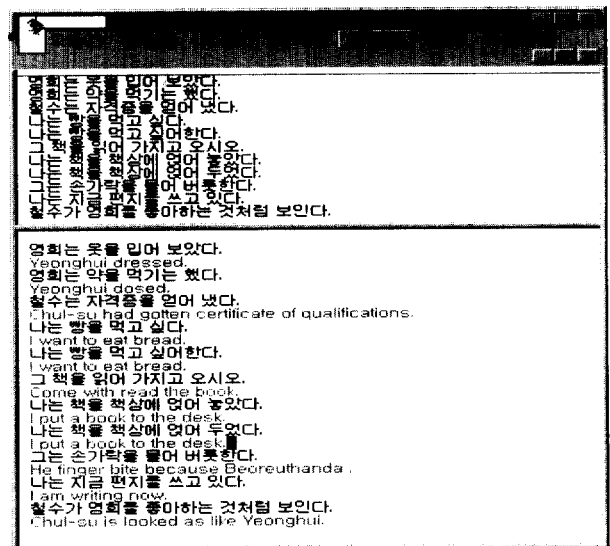 영희는 옷을 입어 보았다.
영희는 약을 먹기는 했다.
철수는 자격증을 얻어 냈다.
나는 빵을 먹고 싶다.
나는 빵을 먹고 싶어한다.
그 책을 읽어 가지고 오시오.
나는 책을 책상에 얹어 놓았다.
나는 책을 책상에 얹어 두었다.
그는 손가락을 물어 버릇한다.
나는 지금 편지를 쓰고 있다.
철수가 영희를 좋아하는 것처럼 보인다.
영희는 옷을 입어 보았다.
Yeonghui dressed.
영희는 약을 먹기는 했다.
Yeonghui dosed.
철수는 자격증을 얻어 냈다.
Chul-su had gotten certificate of qualifications.
나는 빵을 먹고 싶다.
I want to eat bread.
나는 빵을 먹고 싶어한다.
I want to eat bread.
그 책을 읽어 가지고 오시오.
Come with read the book.
나는 책을 책상에 얹어 놓았다.
I put a book to the desk.
나는 책을 책상에 얹어 두었다.
I put a book to the desk.
그는 손가락을 물어 버릇한다.
He finger bite because Beoreuthanda .
나는 지금 편지를 쓰고 있다.
I am writing now.
철수가 영희를 좋아하는 것처럼 보인다.
Chul-su is looked as like Yeonghui.